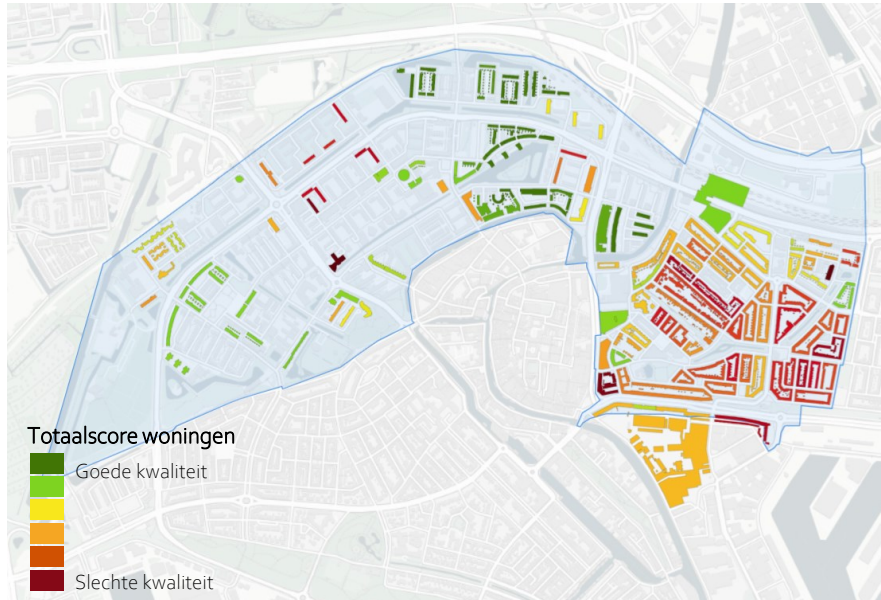 Totaalscore woningen
Goede kwaliteit
Slechte kwaliteit